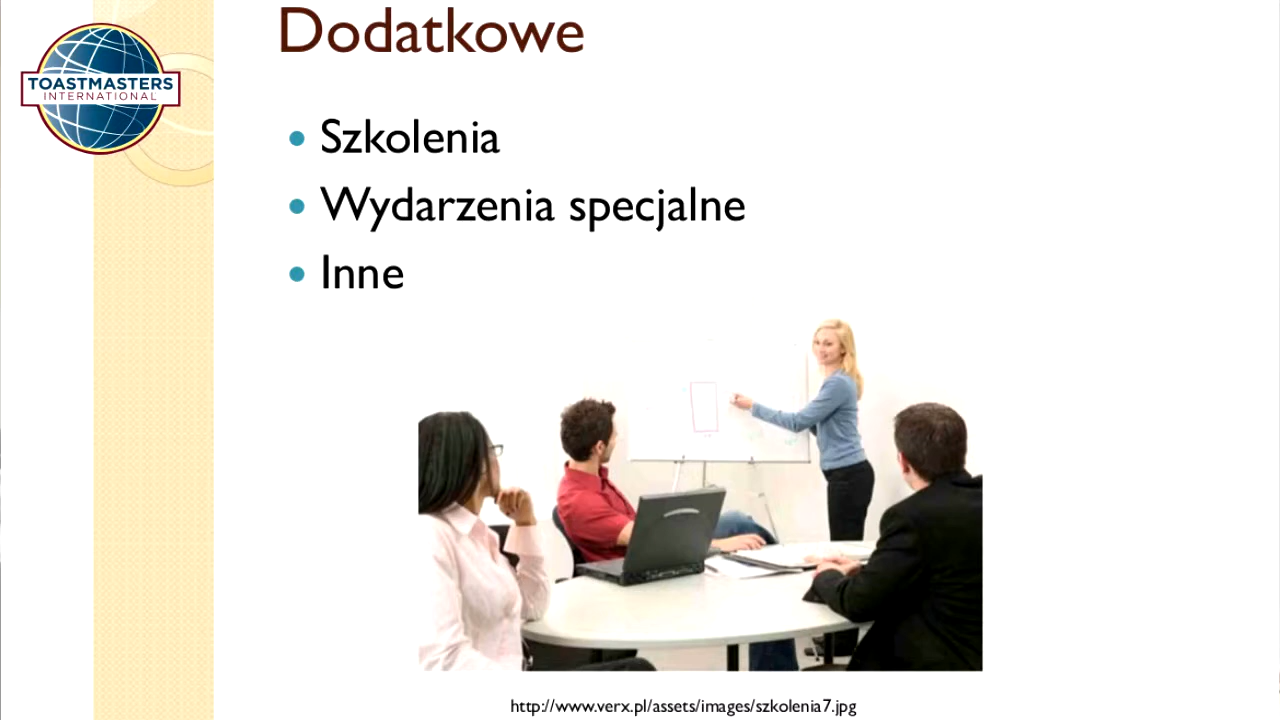 TOASTMASTERS
INTERNATIONAL
Dodatkowe
Szkolenia
Wydarzenia specjalne
Inne
http://www.verx.pl/assets/images/szkolenia7.jpg